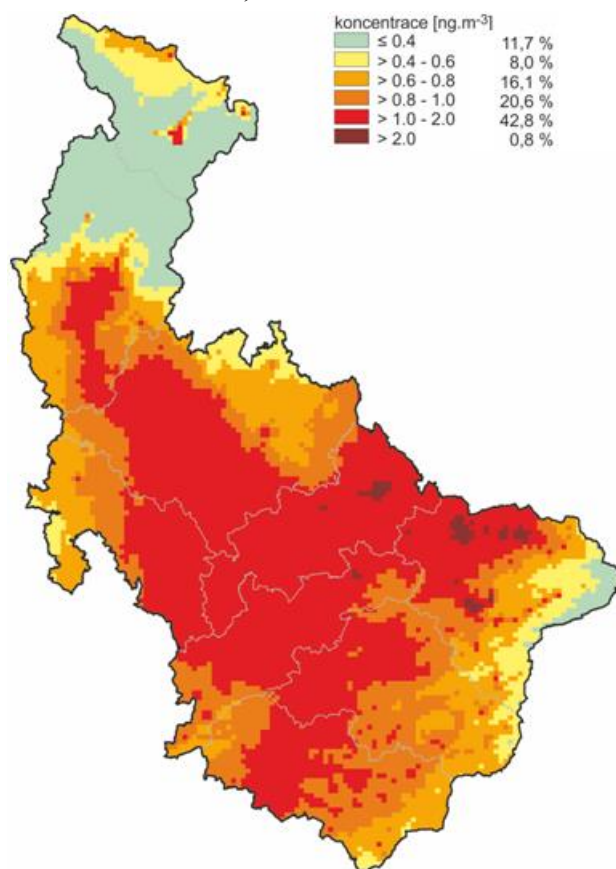 koncentrace [ng.m-3]
≤ 0.4 11,7 %
> 0.4 - 0.6 8,0 %
> 0.6 - 0.8 16,1 %
> 0.8 - 1.0 20,6 %
> 1.0 - 2.0 42,8 %
> 2.0 0,8 %